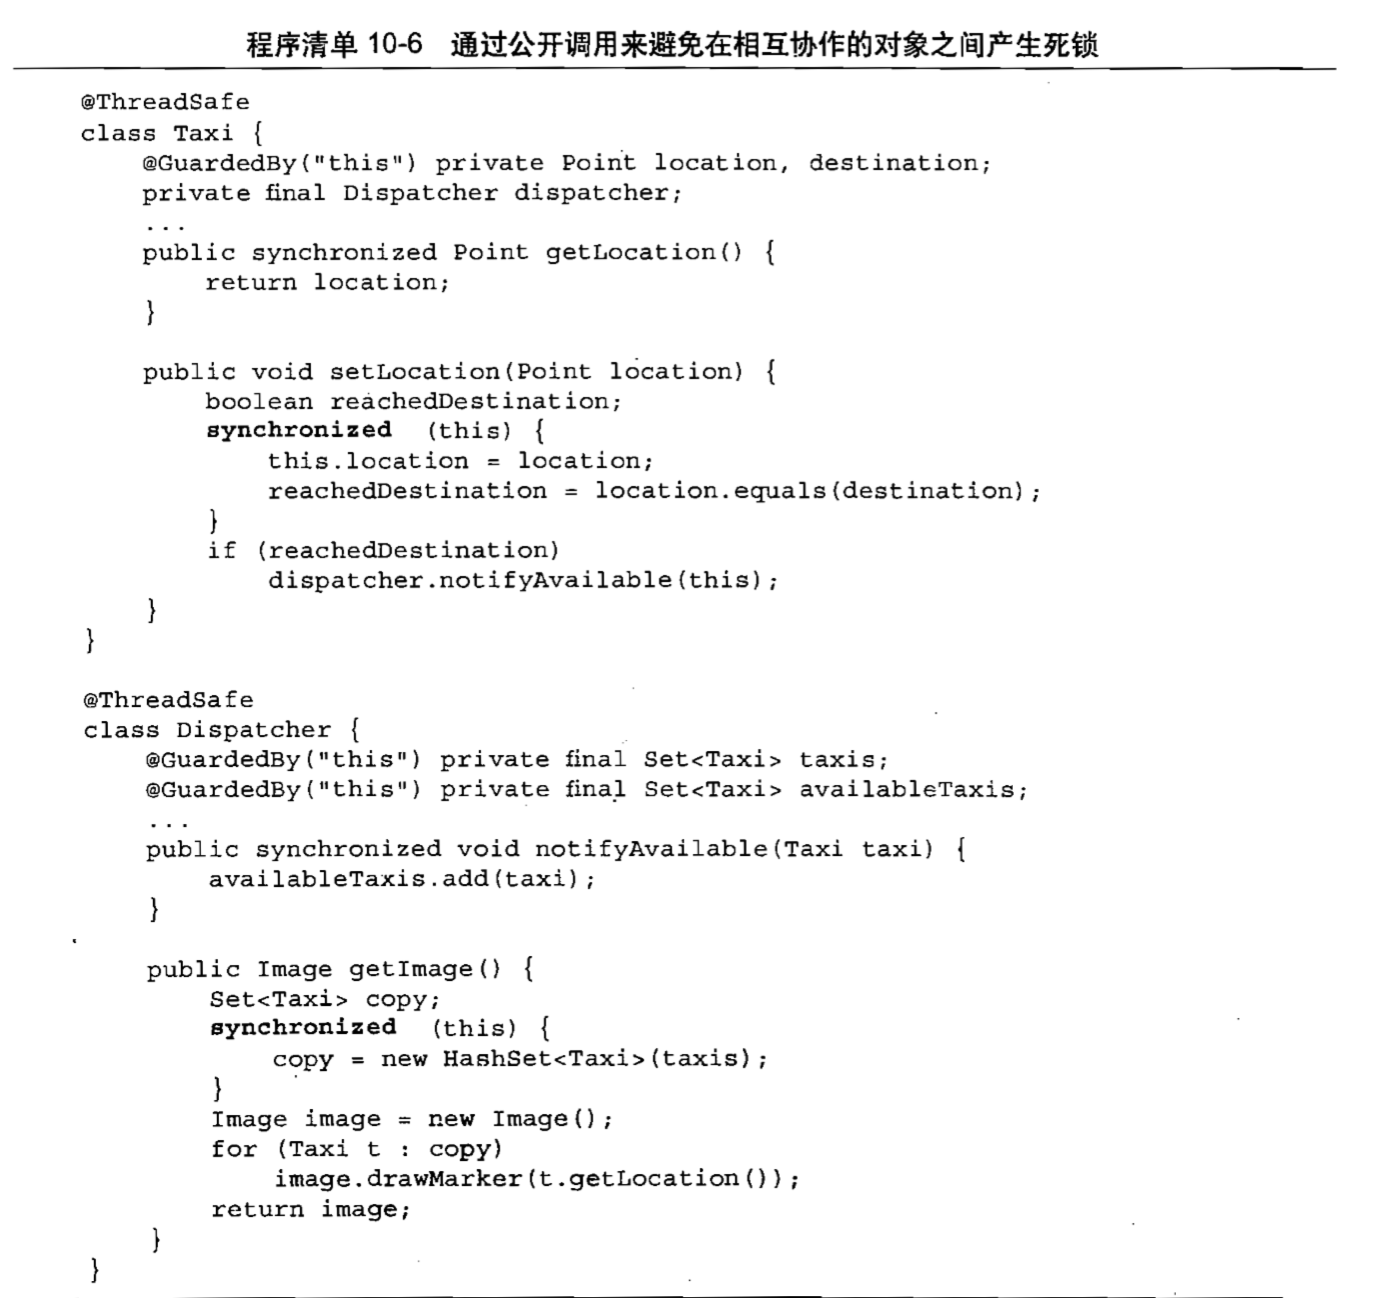 程序清单 10-6 通过公开调用来避免在相互协作的对象之间产生死锁
@ThreadSafe
class Taxi {
    @GuardedBy("this") private Point location, destination;
    private final Dispatcher dispatcher;
    ...
    public synchronized Point getLocation() {
        return location;
    }
    public void setLocation(Point location) {
        boolean reachedDestination;
        synchronized (this) {
            this.location = location;
            reachedDestination = location.equals(destination);
        }
        if (reachedDestination)
            dispatcher.notifyAvailable(this);
    }
}
@ThreadSafe
class Dispatcher {
    @GuardedBy("this") private final Set<Taxi> taxis;
    @GuardedBy("this") private final Set<Taxi> availableTaxis;
    ...
    public synchronized void notifyAvailable(Taxi taxi) {
        availableTaxis.add(taxi);
    }
    public Image getImage() {
        Set<Taxi> copy;
        synchronized (this) {
            copy = new HashSet<Taxi>(taxis);
        }
        Image image = new Image();
        for (Taxi t : copy)
            image.drawMarker(t.getLocation());
        return image;
    }
}